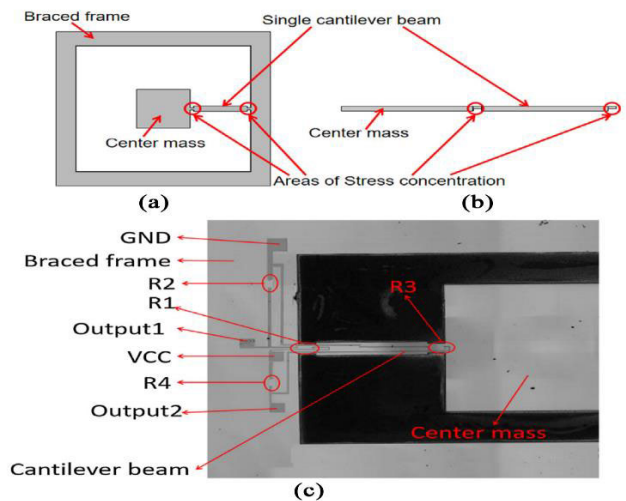 Braced frame
Single cantilever beam
Center mass
Center mass
Areas of Stress concentration
(a)
(b)
GND
Braced frame
R2
R1
R3
Output1
VCC
R4
Output2
Center mass
Cantilever beam
(c)